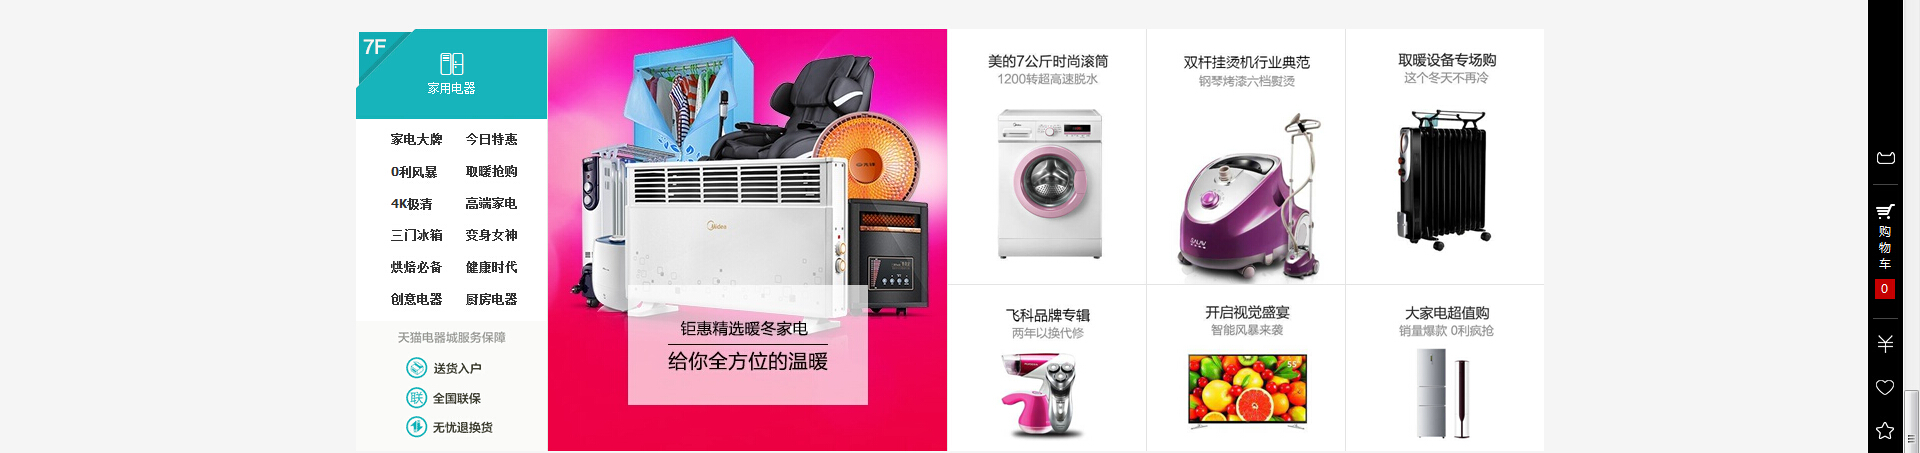 7F
家用电器
家电大牌 今日特惠
0利风暴 取暖抢购
4K极清 高端家电
三门冰箱 变身女神
烘焙必备 健康时代
创意电器 厨房电器
天猫电器城服务保障
送货入户
联 全国联保
无忧退换货
Midea
钜惠精选暖冬家电
给你全方位的温暖
美的7公斤时尚滚筒
1200转超高速脱水
双杆挂烫机行业典范
钢琴烤漆六档熨烫
SALAV
取暖设备专场购
这个冬天不再冷
飞科品牌专辑
两年以换代修
开启视觉盛宴
智能风暴来袭
55"
大家电超值购
销量爆款 0利疯抢
购物车
0